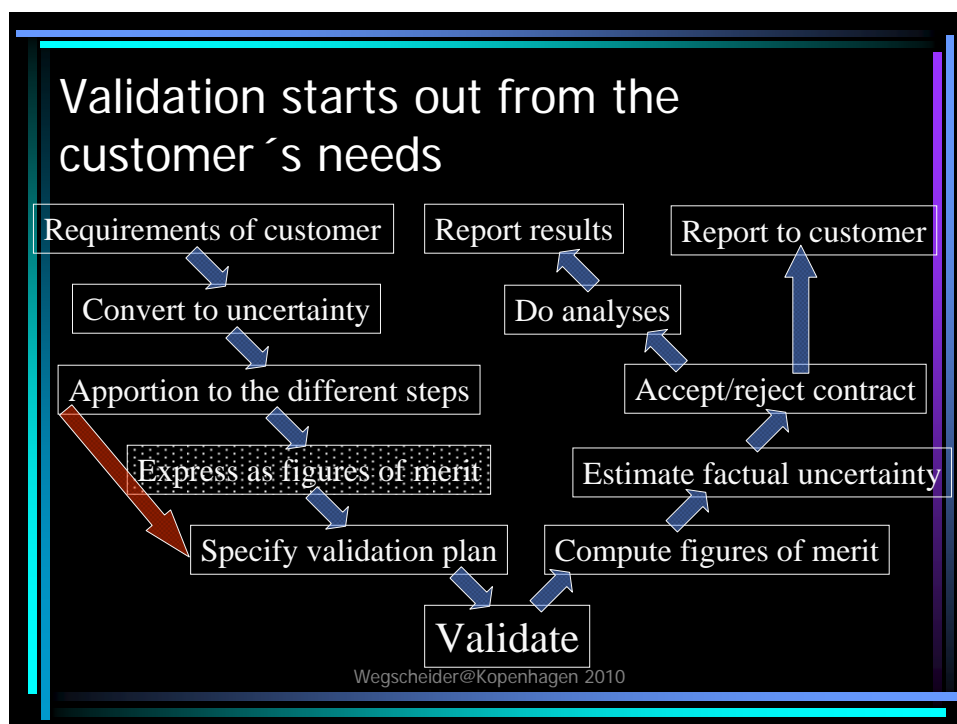 Validation starts out from the
customer´s needs
Requirements of customer
Convert to uncertainty
Apportion to the different steps
Express as figures of merit
Specify validation plan
Validate
Compute figures of merit
Estimate factual uncertainty
Accept/reject contract
Do analyses
Report results
Report to customer
Wegscheider@Kopenhagen 2010